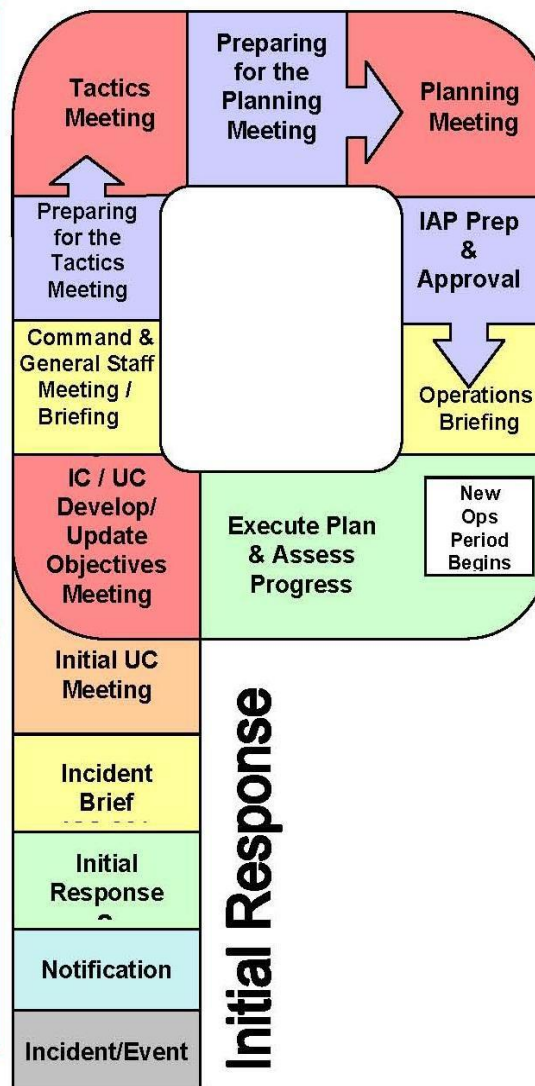 Tactics
Meeting
Preparing
for the
Planning
Meeting
Planning
Meeting
Preparing
for the
Tactics
Meeting
IAP Prep
&
Approval
Command &
General Staff
Meeting /
Briefing
Operations
Briefing
IC / UC
Develop/
Update
Objectives
Meeting
Execute Plan
& Assess
Progress
New
Ops
Period
Begins
Initial UC
Meeting
Incident
Brief
Initial
Response
Notification
Incident/Event
Initial Response